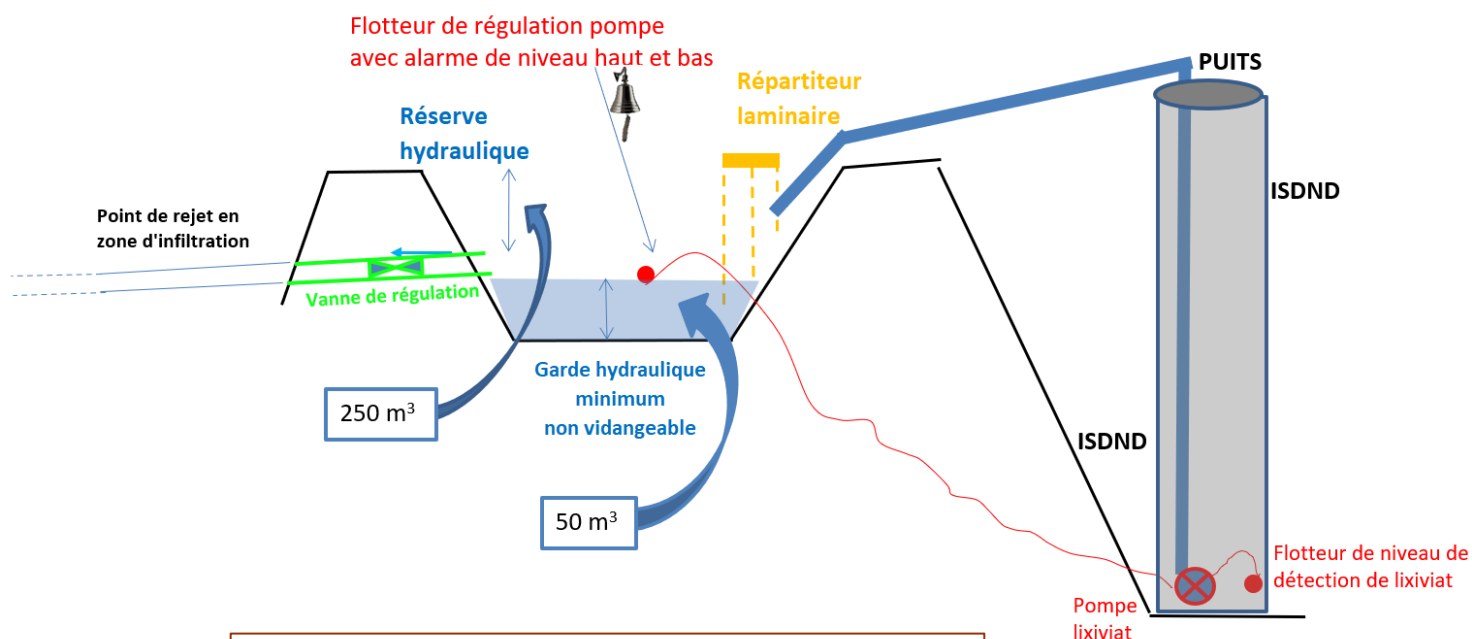 Flotteur de régulation pompe
avec alarme de niveau haut et bas
PUITS
Répartiteur
laminaire
Réserve
hydraulique
ISDND
Point de rejet en
zone d'infiltration
Vanne de régulation
Garde hydraulique
minimum
non vidangeable
250 m³
ISDND
50 m³
Flotteur de niveau de
détection de lixiviat
Pompe
lixiviat